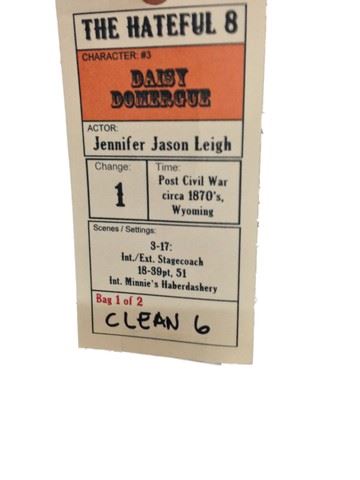 THE HATEFUL 8
CHARACTER: #3
DAISY
DOMERGUE
ACTOR:
Jennifer Jason Leigh
Change:
1
Time:
Post Civil War
circa 1870's,
Wyoming
Scenes / Settings:
3-17:
Int./Ext. Stagecoach
18-39pt, 51
Int. Minnie's Haberdashery
Bag 1 of 2
CLEAN 6